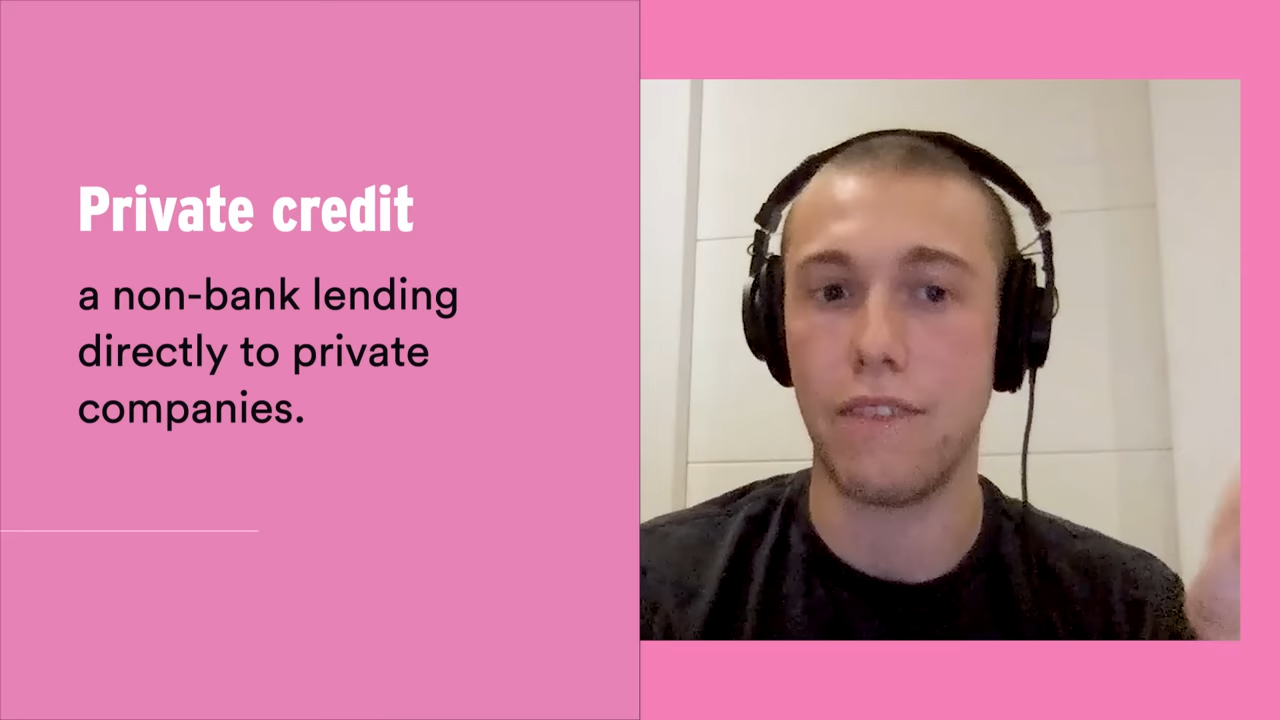 Private credit
a non-bank lending
directly to private
companies.